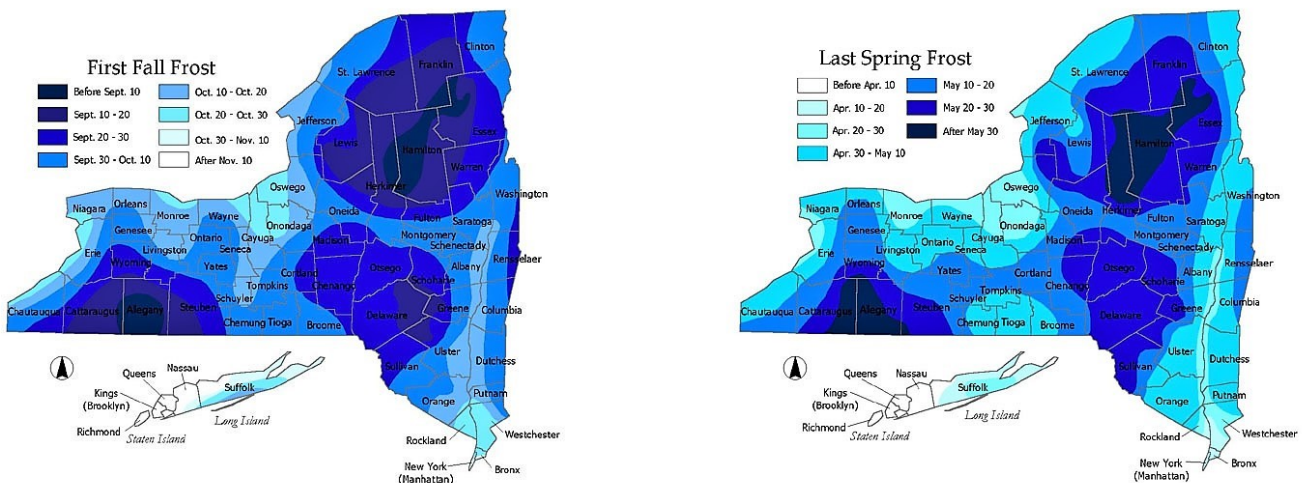 First Fall Frost
Before Sept. 10
Sept. 10 - 20
Sept. 20 - 30
Sept. 30 - Oct. 10
Oct. 10 - Oct. 20
Oct. 20 - Oct. 30
Oct. 30 - Nov. 10
After Nov. 10
Clinton
Franklin
St. Lawrence
Jefferson
Lewis
Essex
Hamilton
Warren
Herkimer
Washington
Oswego
Oneida
Fulton
Saratoga
Niagara
Orleans
Monroe
Wayne
Onondaga
Genesee
Ontario
Cayuga
Madison
Montgomery
Schenectady
Erie
Livingston
Seneca
Wyoming
Yates
Cortland
Otsego
Albany
Rensselaer
Tompkins
Chenango
Schoharie
Schuyler
Chautauqua
Cattaraugus
Allegany
Steuben
Chemung
Tioga
Broome
Delaware
Greene
Columbia
Ulster
Dutchess
Sullivan
Orange
Putnam
Nassau
Queens
Suffolk
Kings
(Brooklyn)
Richmond
Staten Island
Long Island
Rockland
Westchester
New York
(Manhattan)
Bronx
Last Spring Frost
Before Apr. 10
Apr. 10 - 20
Apr. 20 - 30
Apr. 30 - May 10
May 10 - 20
May 20 - 30
After May 30
Clinton
Franklin
St. Lawrence
Jefferson
Lewis
Essex
Hamilton
Warren
Herkimer
Washington
Oswego
Oneida
Fulton
Saratoga
Niagara
Orleans
Monroe
Wayne
Onondaga
Genesee
Ontario
Cayuga
Madison
Montgomery
Schenectady
Erie
Livingston
Seneca
Wyoming
Yates
Cortland
Otsego
Albany
Rensselaer
Tompkins
Chenango
Schoharie
Schuyler
Chautauqua
Cattaraugus
Allegany
Steuben
Chemung
Tioga
Broome
Delaware
Greene
Columbia
Ulster
Dutchess
Sullivan
Orange
Putnam
Nassau
Queens
Suffolk
Kings
(Brooklyn)
Richmond
Staten Island
Long Island
Rockland
Westchester
New York
(Manhattan)
Bronx